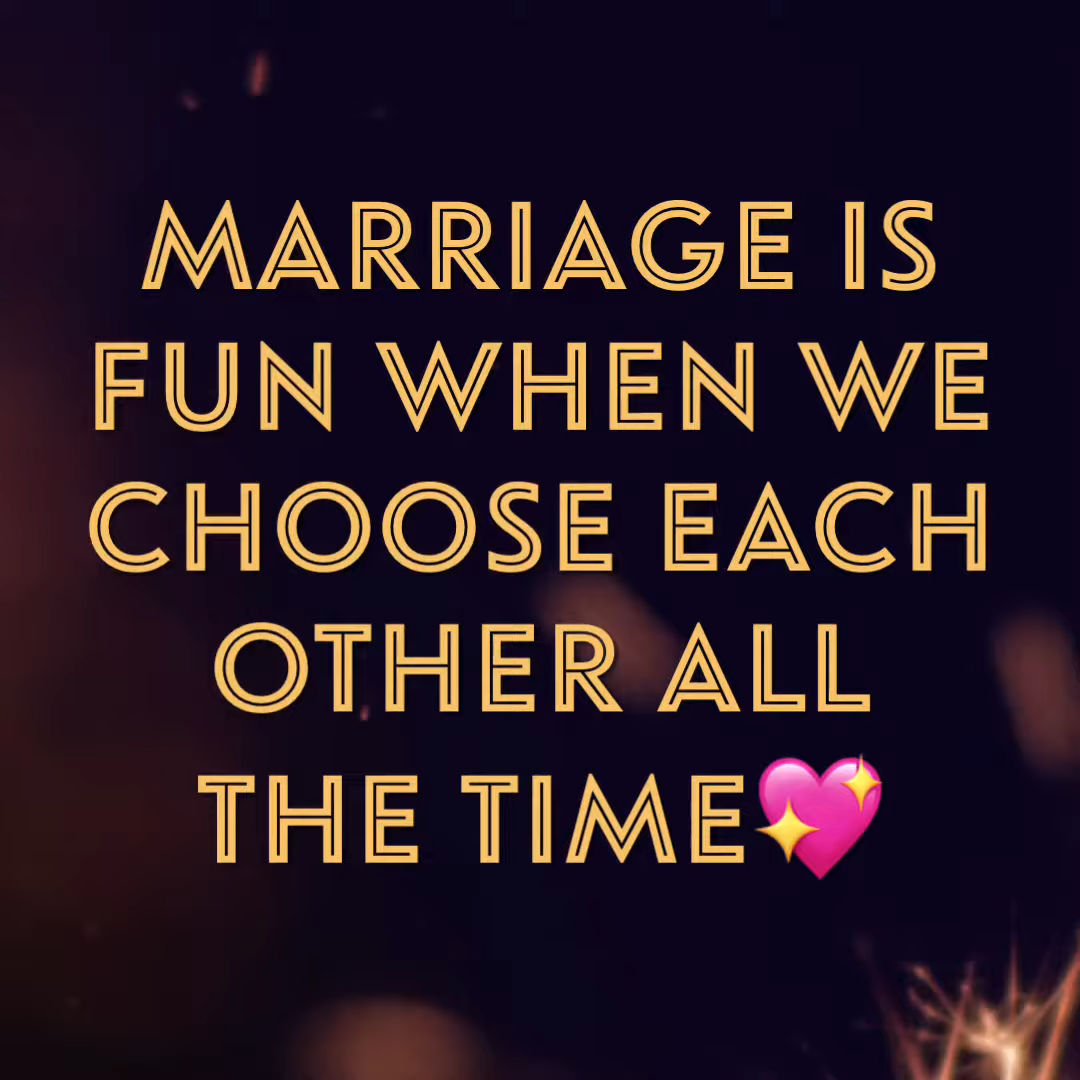 MARRIAGE IS
FUN WHEN WE
CHOOSE EACH
OTHER ALL
THE TIME💖